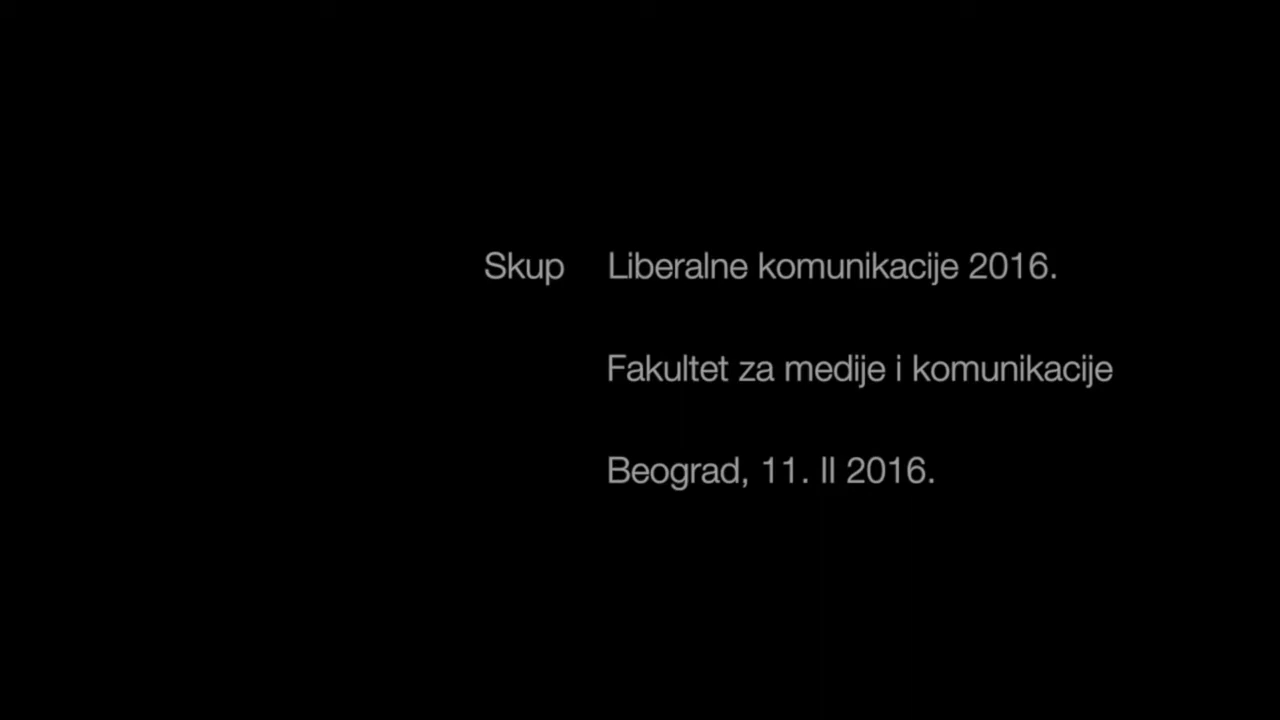 Skup Liberalne komunikacije 2016.
Fakultet za medije i komunikacije
Beograd, 11. II 2016.